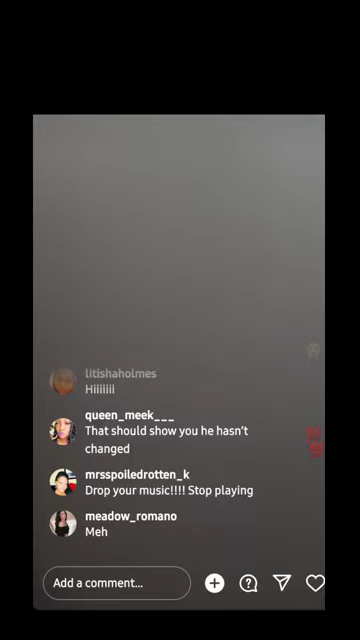 litishaholmes
Hiiiiiii
queen_meek___
That should show you he hasn't
changed
mrsspoiledrotten_k
Drop your music!!!! Stop playing
meadow_romano
Meh
Add a comment...